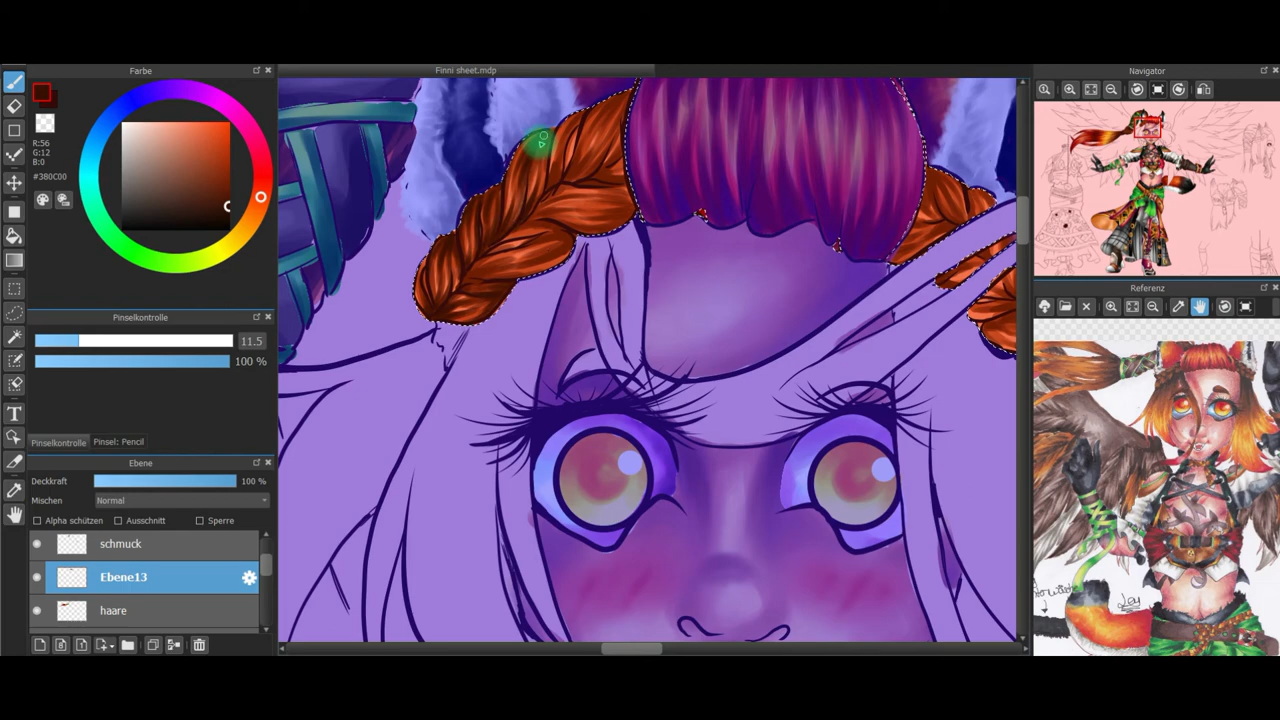 Farbe
R:56
G:12
B:0
#380C00
Pinselkontrolle
11.5
100 %
Pinselkontrolle
Pinsel: Pencil
Ebene
Deckkraft
100 %
Mischen
Normal
Alpha schützen
Ausschnitt
Sperre
schmuck
Ebene13
haare
Finni sheet.mdp
Navigator
Referenz